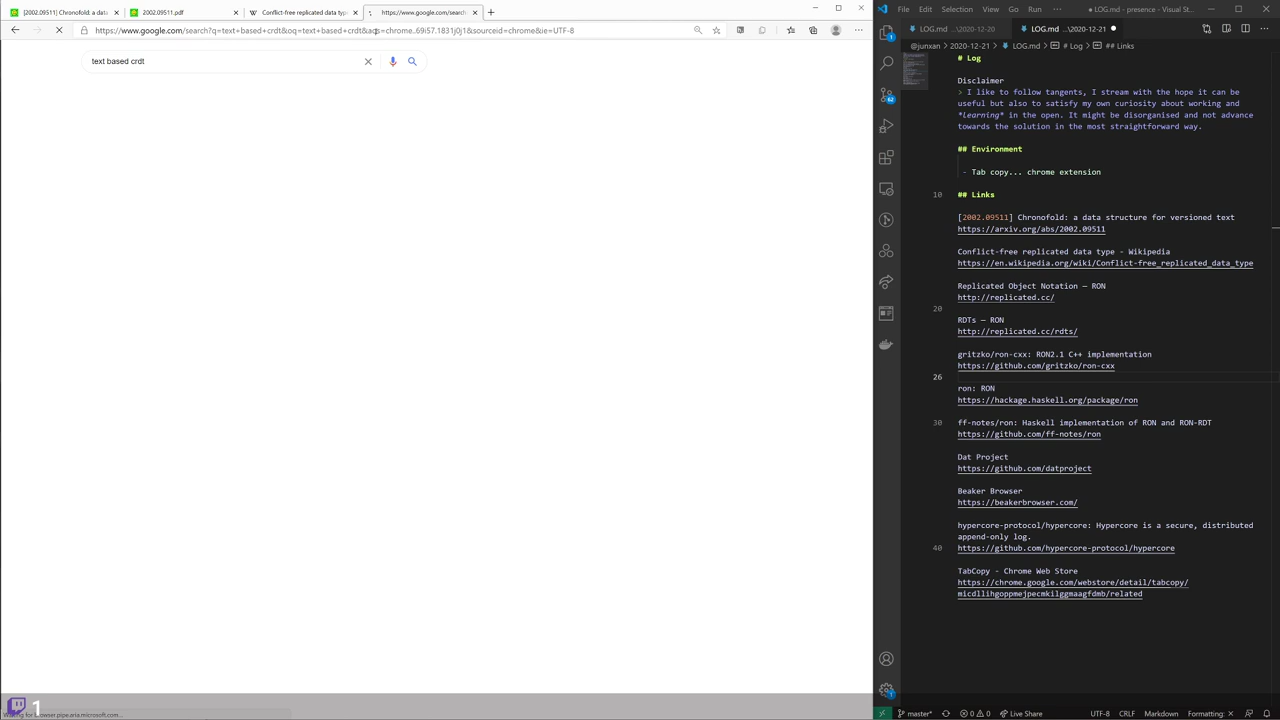 [2002.09511] Chronofold: a dat
2002.09511.pdf
Conflict-free replicated data typ
https://www.google.com/search
https://www.google.com/search?q=text+based+crdt&oq=text+based+crdt&aqs=chrome..69i57.1831j0j1&sourceid=chrome&ie=UTF-8
text based crdt
1
File Edit Selection View Go Run ··· ● LOG.md - presence - Visual St...
LOG.md ...\2020-12-20
LOG.md ...\2020-12-21
@junxan > 2020-12-21 > LOG.md > # Log > ## Links
# Log
Disclaimer
> I like to follow tangents, I stream with the hope it can be
useful but also to satisfy my own curiosity about working and
*learning* in the open. It might be disorganised and not advance
towards the solution in the most straightforward way.
## Environment
- Tab copy... chrome extension
10 ## Links
[2002.09511] Chronofold: a data structure for versioned text
https://arxiv.org/abs/2002.09511
Conflict-free replicated data type - Wikipedia
https://en.wikipedia.org/wiki/Conflict-free_replicated_data_type
Replicated Object Notation — RON
http://replicated.cc/
20
RDTs — RON
http://replicated.cc/rdts/
gritzko/ron-cxx: RON2.1 C++ implementation
https://github.com/gritzko/ron-cxx
26
ron: RON
https://hackage.haskell.org/package/ron
30 ff-notes/ron: Haskell implementation of RON and RON-RDT
https://github.com/ff-notes/ron
Dat Project
https://github.com/datproject
Beaker Browser
https://beakerbrowser.com/
hypercore-protocol/hypercore: Hypercore is a secure, distributed
append-only log.
40 https://github.com/hypercore-protocol/hypercore
TabCopy - Chrome Web Store
https://chrome.google.com/webstore/detail/tabcopy/
micdllihgoppmejpecmkilggmaagfdmb/related
master* 0 0 Live Share UTF-8 CRLF Markdown Formatting: ×